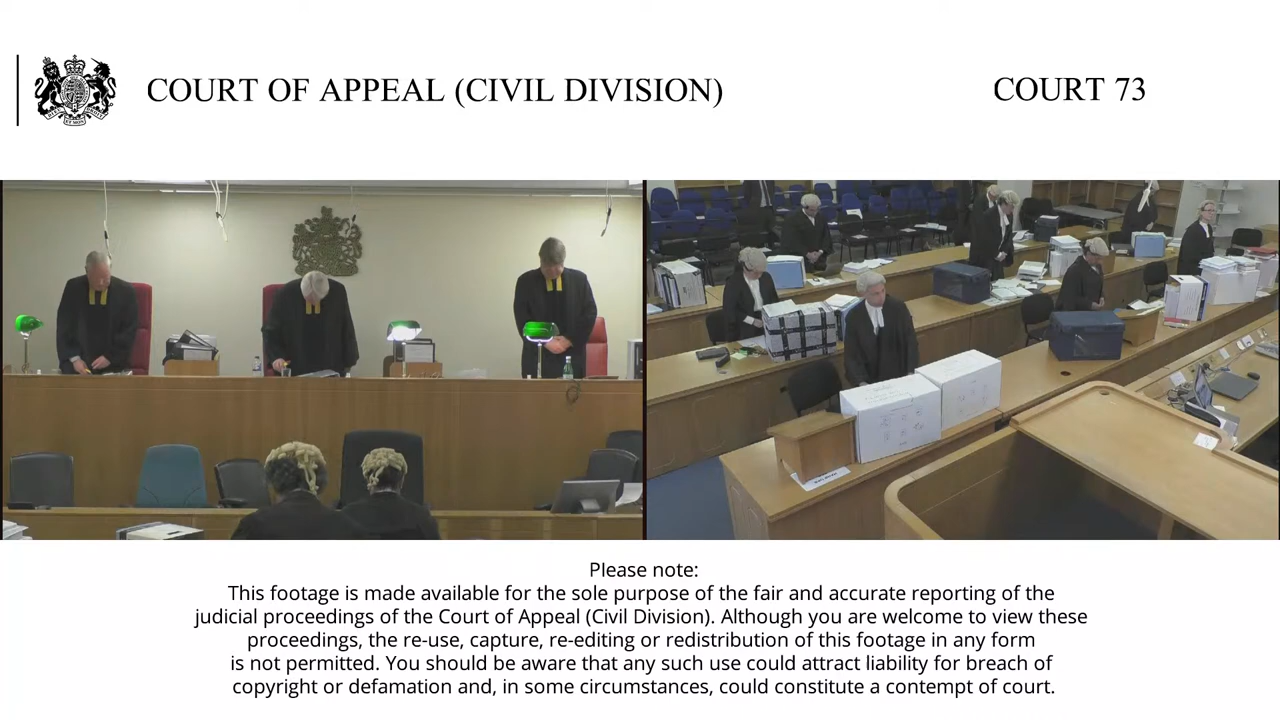 COURT OF APPEAL (CIVIL DIVISION)
COURT 73
Please note:
This footage is made available for the sole purpose of the fair and accurate reporting of the
judicial proceedings of the Court of Appeal (Civil Division). Although you are welcome to view these
proceedings, the re-use, capture, re-editing or redistribution of this footage in any form
is not permitted. You should be aware that any such use could attract liability for breach of
copyright or defamation and, in some circumstances, could constitute a contempt of court.